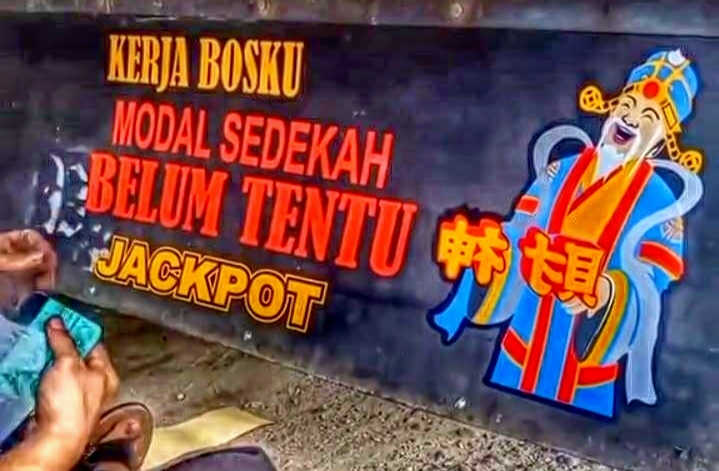 KERJA BOSKU
MODAL SEDEKAH
BELUM TENTU
JACKPOT